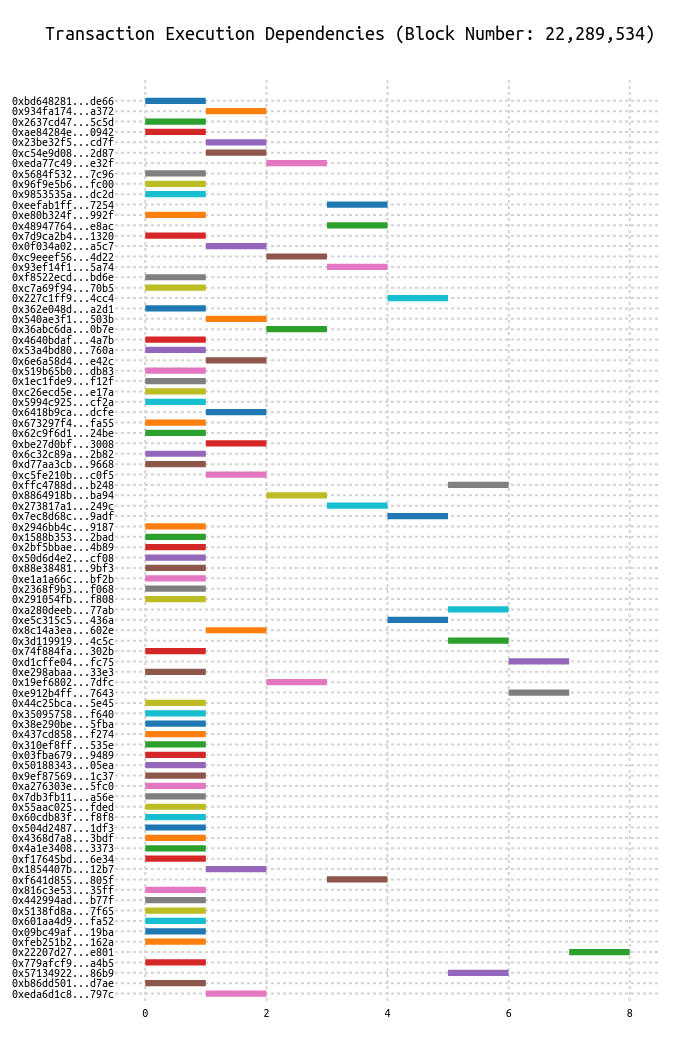 Transaction Execution Dependencies (Block Number: 22,289,534)
0xbd648281...de66
0x934fa174...a372
0x2637cd47...5c5d
0xae84284e...0942
0x23be32f5...cd7f
0xc54e9d08...2d87
0xeda77c49...e32f
0x5684f532...7c96
0x96f9e5b6...fc00
0x9853535a...dc2d
0xeefab1ff...7254
0xe80b324f...992f
0x48947764...e8ac
0x7d9ca2b4...1320
0x0f034a02...a5c7
0xc9eeef56...4d22
0x93ef14f1...5a74
0xf8522ecd...bd6e
0xc7a69f94...70b5
0x227c1ff9...4cc4
0x362e048d...a2d1
0x540ae3f1...503b
0x36abc6da...0b7e
0x4640bdaf...4a7b
0x53a4bd80...760a
0x6e6a58d4...e42c
0x519b65b0...db83
0x1ec1fde9...f12f
0xc26ecd5e...e17a
0x5994c925...cf2a
0x6418b9ca...dcfe
0x673297f4...fa55
0x62c9f6d1...24be
0xbe27d0bf...3008
0x6c32c89a...2b82
0xd77aa3cb...9668
0xc5fe210b...c0f5
0xffc4788d...b248
0x8864918b...ba94
0x273817a1...249c
0x7ec8d68c...9adf
0x2946bb4c...9187
0x1588b353...2bad
0x2bf5bbae...4b89
0x50d6d4e2...cf08
0x88e38481...9bf3
0xe1a1a66c...bf2b
0x2368f9b3...f068
0x291054fb...f808
0xa280deeb...77ab
0xe5c315c5...436a
0x8c14a3ea...602e
0x3d119919...4c5c
0x74f884fa...302b
0xd1cffe04...fc75
0xe298abaa...33e3
0x19ef6802...7dfc
0xe912b4ff...7643
0x44c25bca...5e45
0x35095758...f640
0x38e290be...5fba
0x437cd858...f274
0x310ef8ff...535e
0x03fba679...9489
0x50188343...05ea
0x9ef87569...1c37
0xa276303e...5fc0
0x7db3fb11...a56e
0x55aac025...fded
0x60cdb83f...f8f8
0x504d2487...1df3
0x4368d7a8...3bdf
0x4a1e3408...3373
0xf17645bd...6e34
0x1854407b...12b7
0xf641d855...805f
0x816c3e53...35ff
0x442994ad...b77f
0x5138fd8a...7f65
0x601aa4d9...fa52
0x09bc49af...19ba
0xfeb251b2...162a
0x22207d27...e801
0x779afcf9...a4b5
0x57134922...86b9
0xb86dd501...d7ae
0xeda6d1c8...797c
0 2 4 6 8